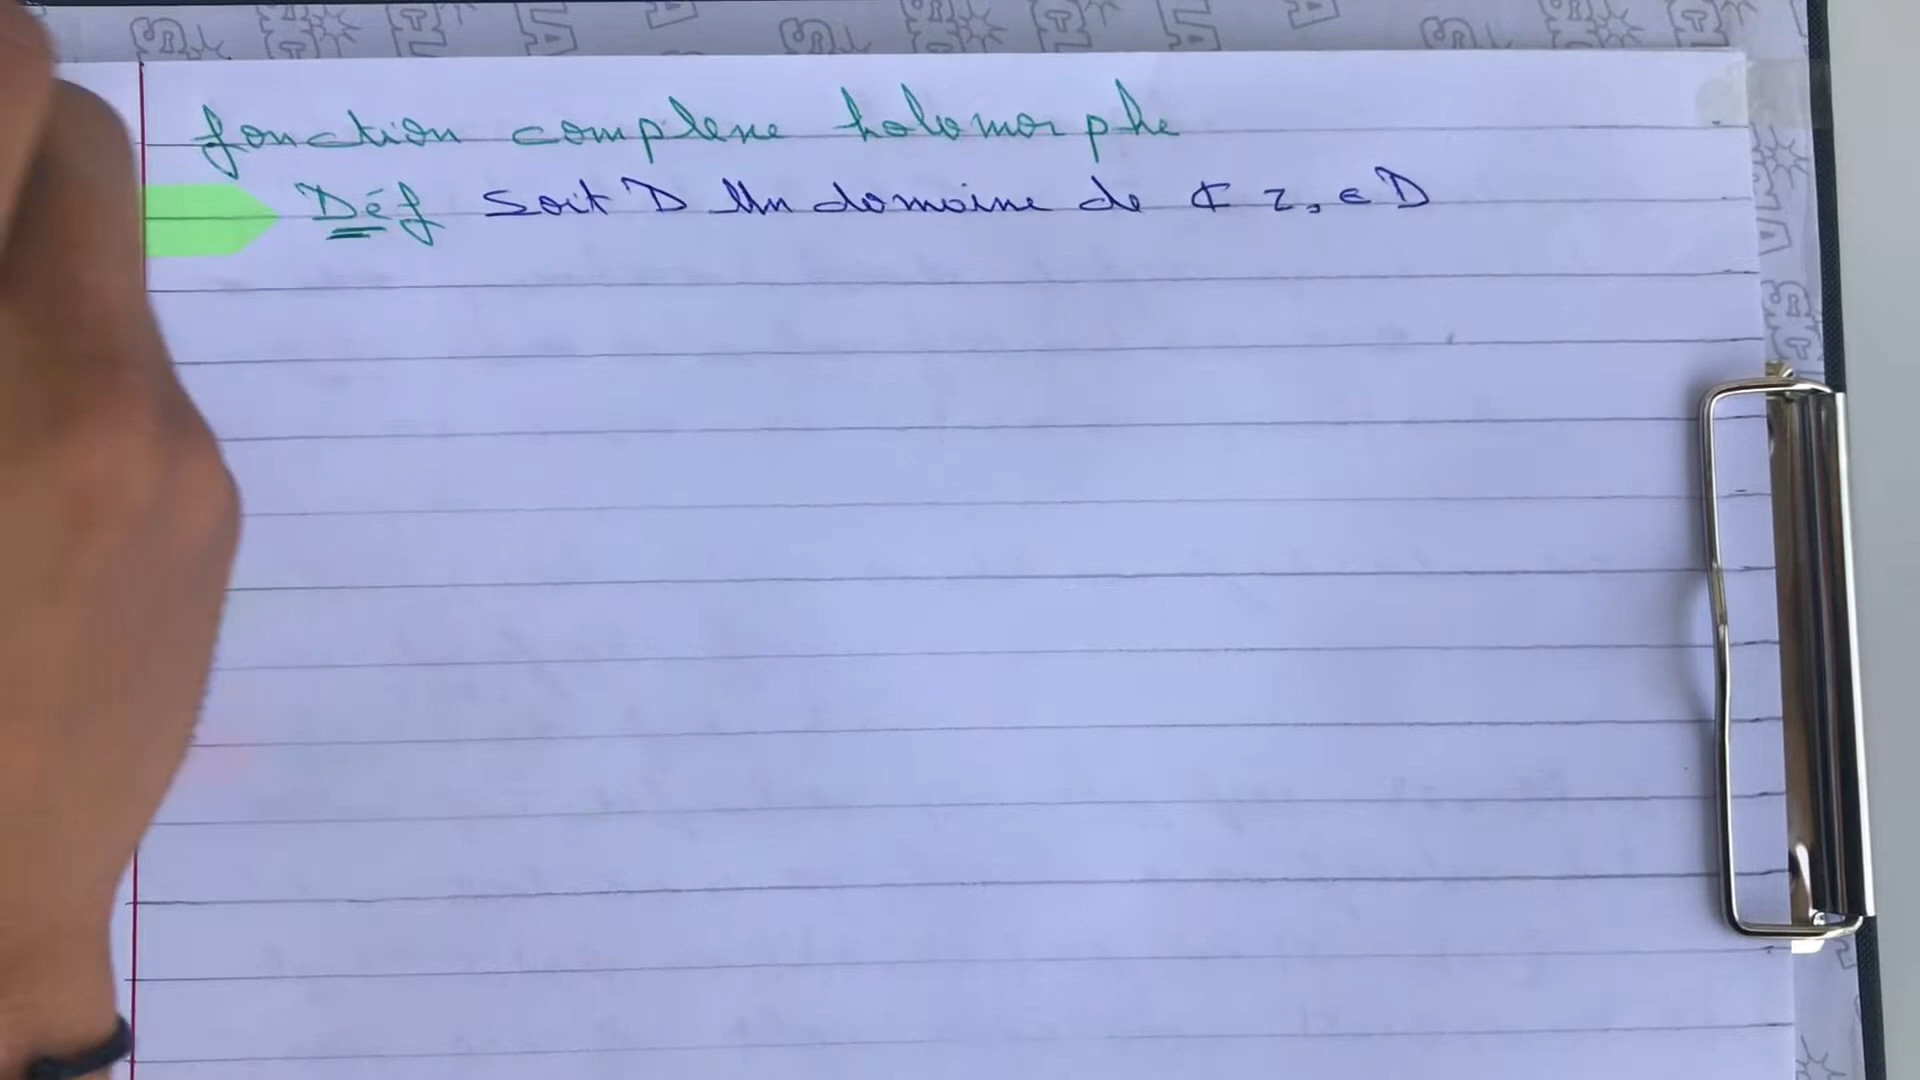 fonction complexe holomorphe
Déf Soit D Un domaine de ℂ z₀ ∈ D